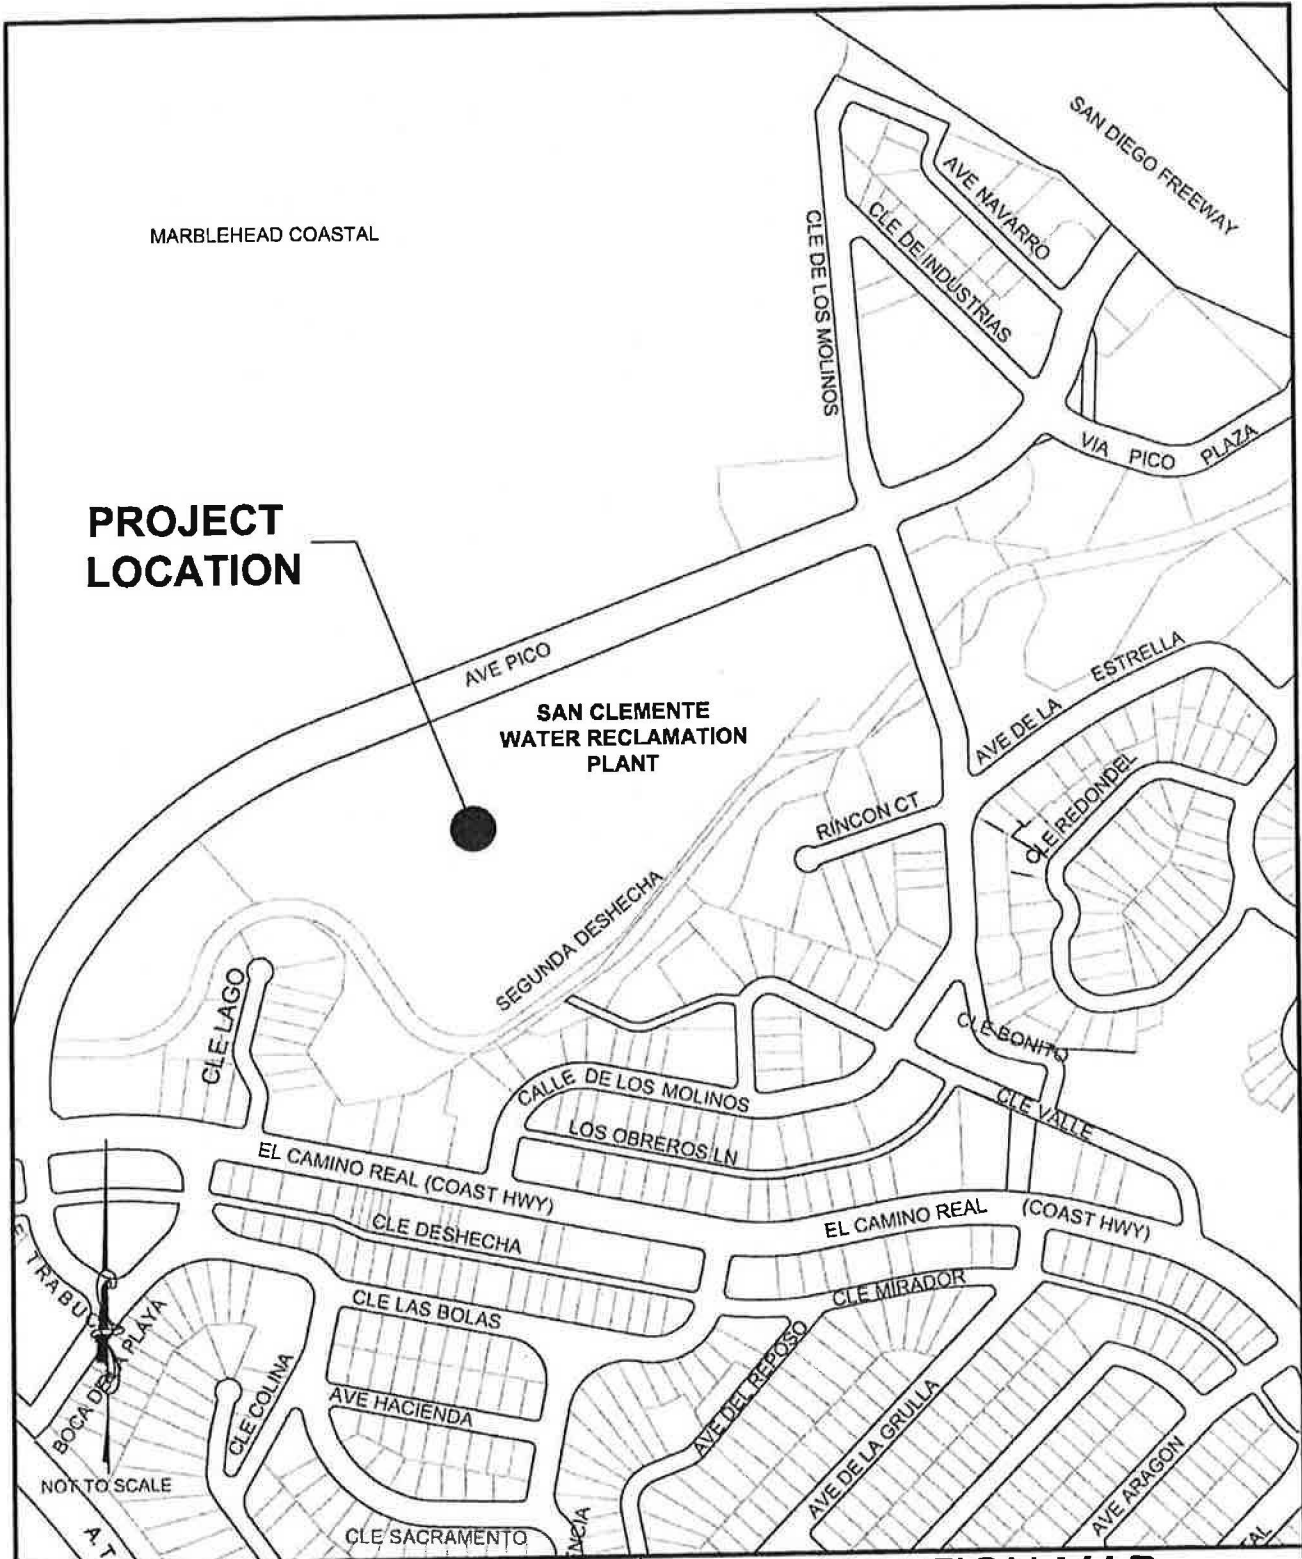 SAN DIEGO FREEWAY
AVE NAVARRO
MARBLEHEAD COASTAL
CLE DE LOS MOLINOS
CLE DE INDUSTRIAS
VIA PICO PLAZA
PROJECT
LOCATION
AVE PICO
SAN CLEMENTE
WATER RECLAMATION
PLANT
AVE DE LA ESTRELLA
CLE REDONDEL
RINCON CT
SEGUNDA DESHECHA
CLE LAGO
CLE BONITO
CALLE DE LOS MOLINOS
CLE VALLE
LOS OBREROS LN
EL CAMINO REAL (COAST HWY)
EL CAMINO REAL (COAST HWY)
CLE DESHECHA
CLE MIRADOR
CLE LAS BOLAS
BOCA DE LA PLAYA
CLE COLINA
AVE HACIENDA
AVE DEL REPOSO
AVE DE LA GRULLA
AVE ARAGON
NOT TO SCALE
A.T
CLE SACRAMENTO